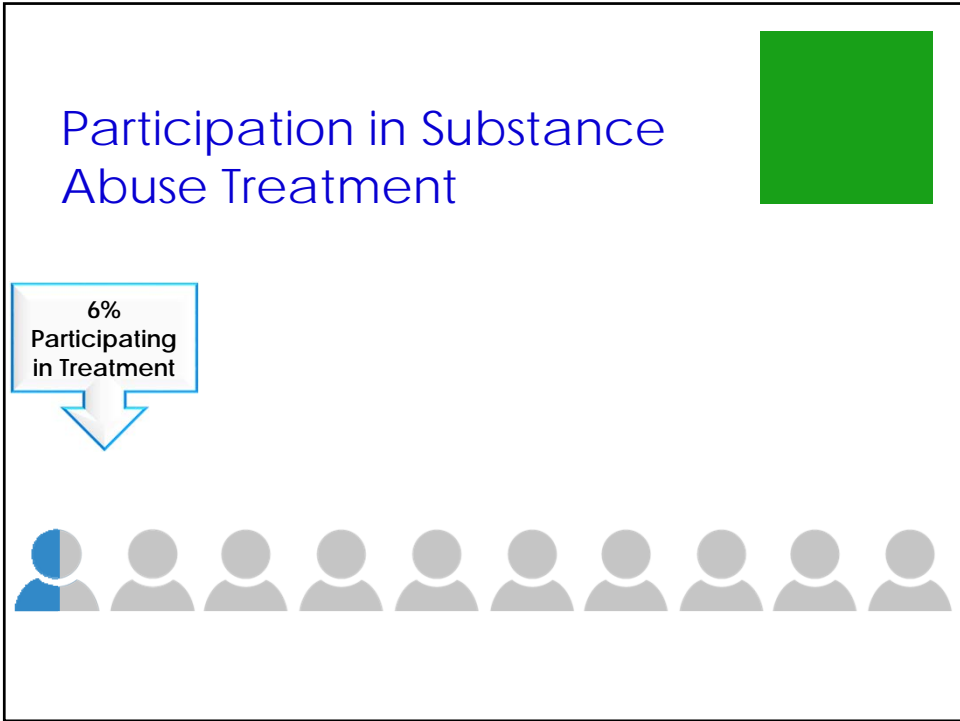 Participation in Substance
Abuse Treatment
6%
Participating
in Treatment